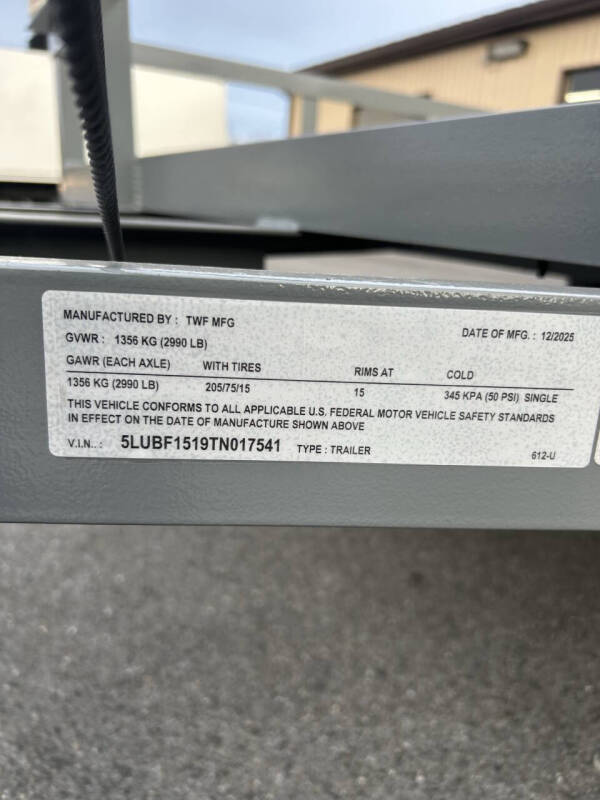 MANUFACTURED BY : TWF MFG
DATE OF MFG. : 12/2025
GVWR : 1356 KG (2990 LB)
GAWR (EACH AXLE) WITH TIRES RIMS AT COLD
1356 KG (2990 LB) 205/75/15 15 345 KPA (50 PSI) SINGLE
THIS VEHICLE CONFORMS TO ALL APPLICABLE U.S. FEDERAL MOTOR VEHICLE SAFETY STANDARDS
IN EFFECT ON THE DATE OF MANUFACTURE SHOWN ABOVE
V.I.N.. : 5LUBF1519TN017541 TYPE : TRAILER 612-U